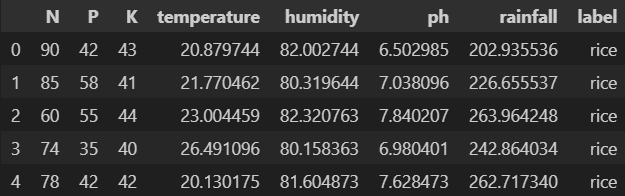 N P K temperature humidity ph rainfall label
0 90 42 43 20.879744 82.002744 6.502985 202.935536 rice
1 85 58 41 21.770462 80.319644 7.038096 226.655537 rice
2 60 55 44 23.004459 82.320763 7.840207 263.964248 rice
3 74 35 40 26.491096 80.158363 6.980401 242.864034 rice
4 78 42 42 20.130175 81.604873 7.628473 262.717340 rice